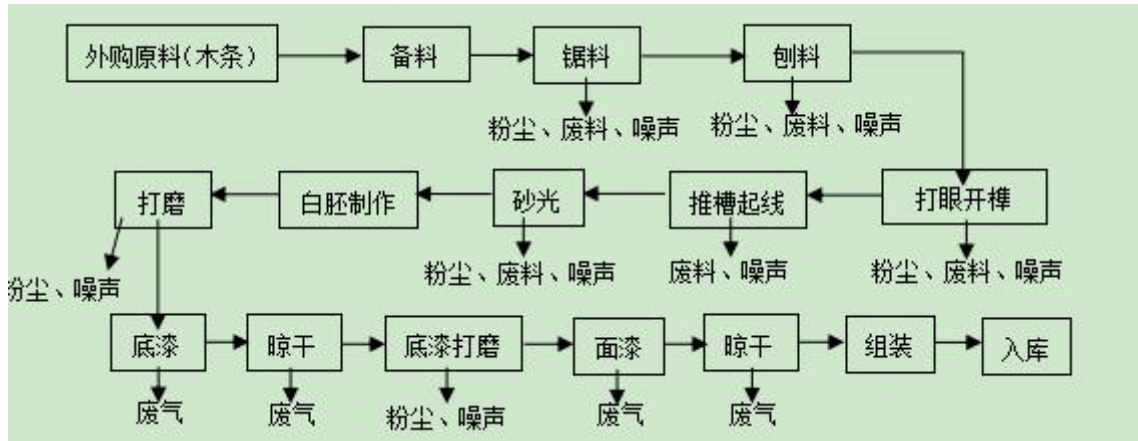 外购原料(木条) 备料 锯料 刨料
粉尘、废料、噪声 粉尘、废料、噪声
打磨 白胚制作 砂光 推槽起线 打眼开榫
粉尘、噪声 粉尘、废料、噪声 废料、噪声 粉尘、废料、噪声
底漆 晾干 底漆打磨 面漆 晾干 组装 入库
废气 废气 粉尘、噪声 废气 废气